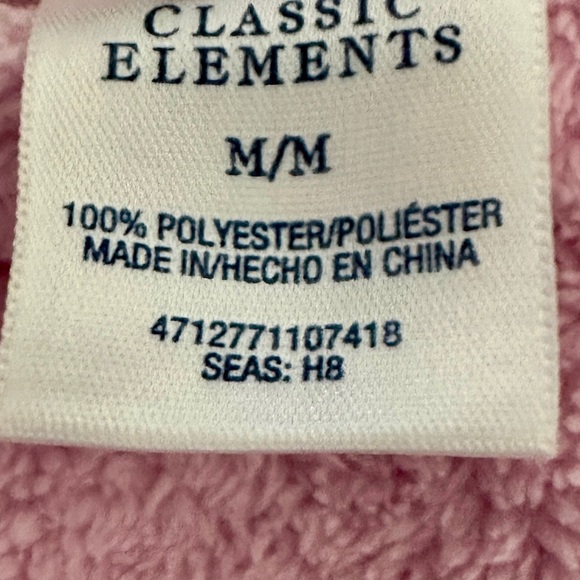 CLASSIC
ELEMENTS
M/M
100% POLYESTER/POLIÉSTER
MADE IN/HECHO EN CHINA
4712771107418
SEAS: H8